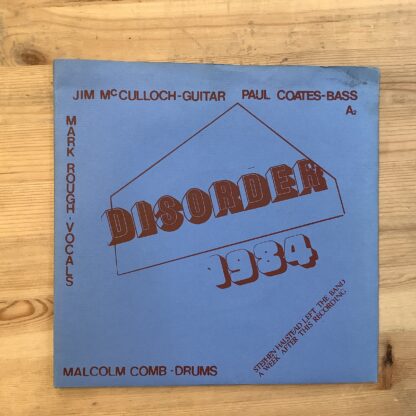 JIM McCULLOCH-GUITAR PAUL COATES-BASS
A2
MARK ROUGH·VOCALS
DISORDER
1984
STEPHEN HALSTEAD LEFT THE BAND
A WEEK AFTER THIS RECORDING
MALCOLM COMB·DRUMS